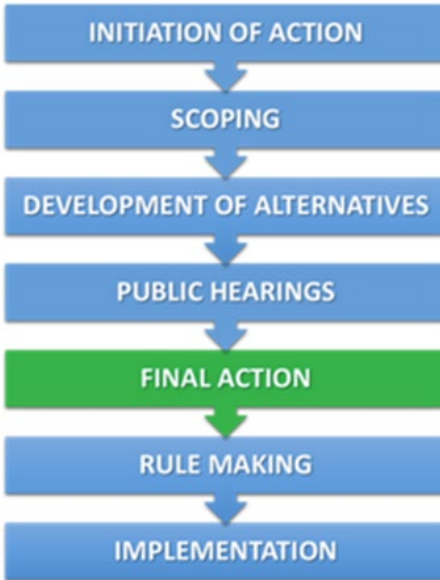 INITIATION OF ACTION
SCOPING
DEVELOPMENT OF ALTERNATIVES
PUBLIC HEARINGS
FINAL ACTION
RULE MAKING
IMPLEMENTATION